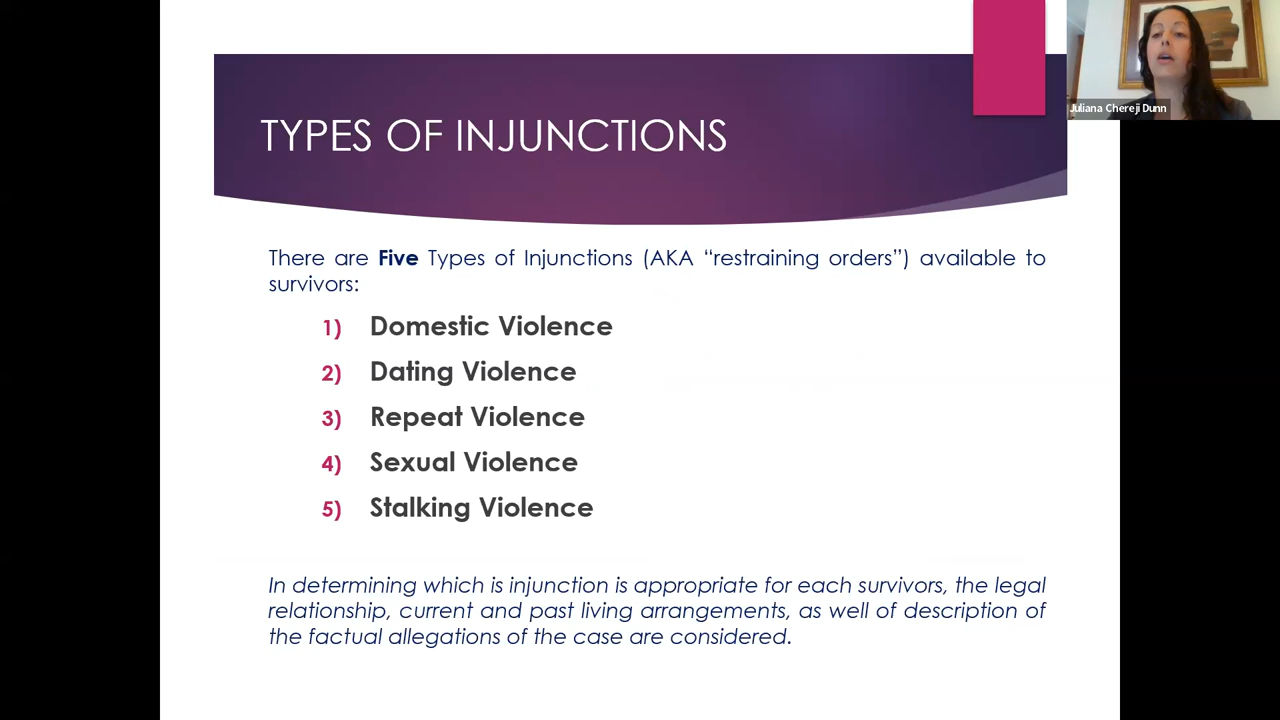 TYPES OF INJUNCTIONS
Juliana Chereji Dunn
There are Five Types of Injunctions (AKA “restraining orders”) available to
survivors:
1) Domestic Violence
2) Dating Violence
3) Repeat Violence
4) Sexual Violence
5) Stalking Violence
In determining which is injunction is appropriate for each survivors, the legal
relationship, current and past living arrangements, as well of description of
the factual allegations of the case are considered.